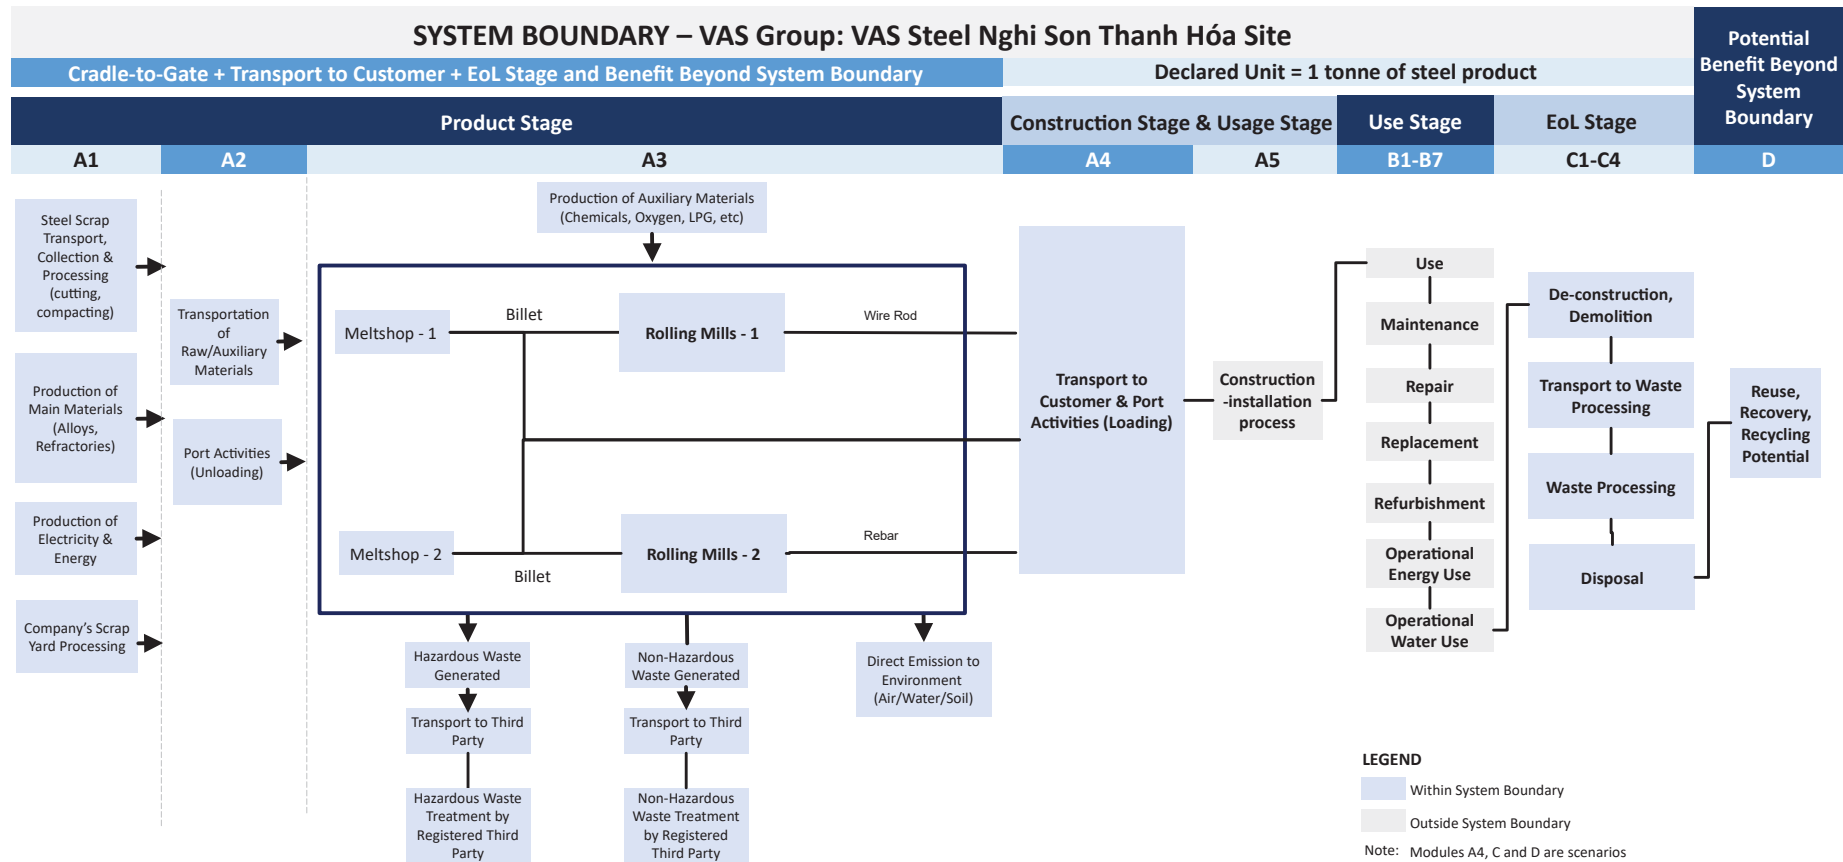 SYSTEM BOUNDARY – VAS Group: VAS Steel Nghi Son Thanh Hóa Site
Cradle-to-Gate + Transport to Customer + EoL Stage and Benefit Beyond System Boundary
Declared Unit = 1 tonne of steel product
Potential
Benefit Beyond
System
Boundary
Product Stage
Construction Stage & Usage Stage
Use Stage
EoL Stage
A1
A2
A3
A4
A5
B1-B7
C1-C4
D
Steel Scrap
Transport,
Collection &
Processing
(cutting,
compacting)
Production of
Main Materials
(Alloys,
Refractories)
Production of
Electricity &
Energy
Company's Scrap
Yard Processing
Transportation
of
Raw/Auxiliary
Materials
Port Activities
(Unloading)
Production of Auxiliary Materials
(Chemicals, Oxygen, LPG, etc)
Meltshop - 1
Billet
Rolling Mills - 1
Wire Rod
Meltshop - 2
Billet
Rolling Mills - 2
Rebar
Hazardous Waste
Generated
Transport to Third
Party
Hazardous Waste
Treatment by
Registered Third
Party
Non-Hazardous
Waste Generated
Transport to Third
Party
Non-Hazardous
Waste Treatment
by Registered
Third Party
Direct Emission to
Environment
(Air/Water/Soil)
Transport to
Customer & Port
Activities (Loading)
Construction
-installation
process
Use
Maintenance
Repair
Replacement
Refurbishment
Operational
Energy Use
Operational
Water Use
De-construction,
Demolition
Transport to Waste
Processing
Waste Processing
Disposal
Reuse,
Recovery,
Recycling
Potential
LEGEND
Within System Boundary
Outside System Boundary
Note: Modules A4, C and D are scenarios